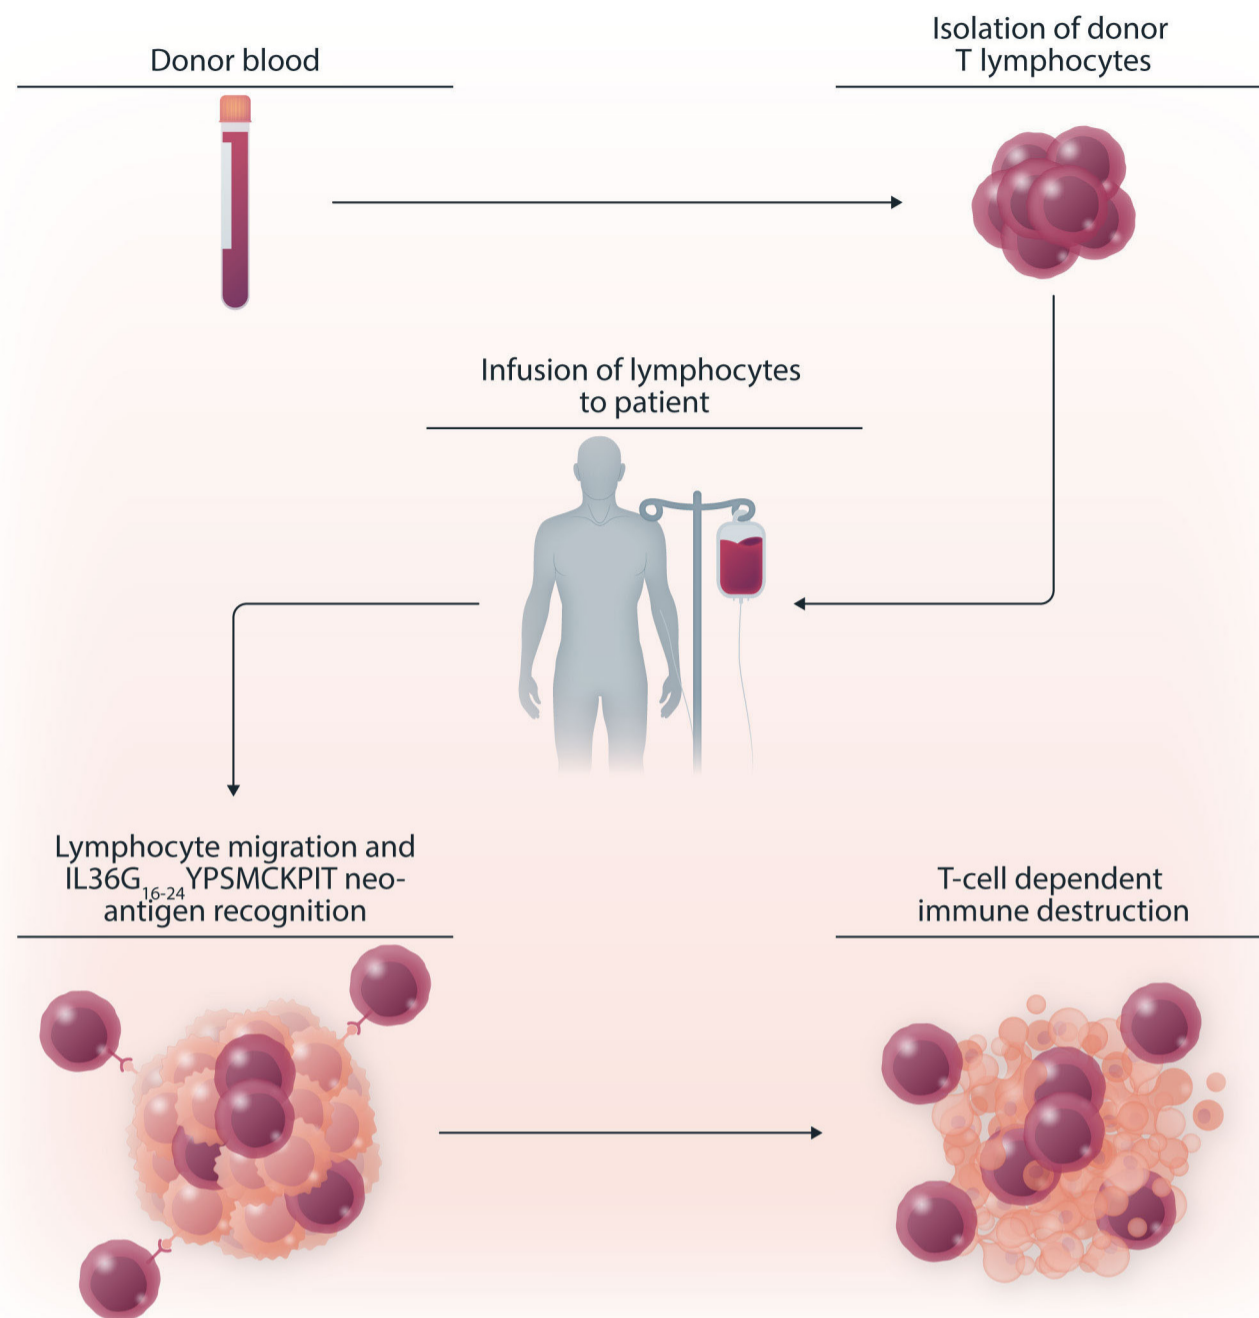 Donor blood
Isolation of donor
T lymphocytes
Infusion of lymphocytes
to patient
Lymphocyte migration and
IL36G16-24YPSMCKPIT neo-
antigen recognition
T-cell dependent
immune destruction